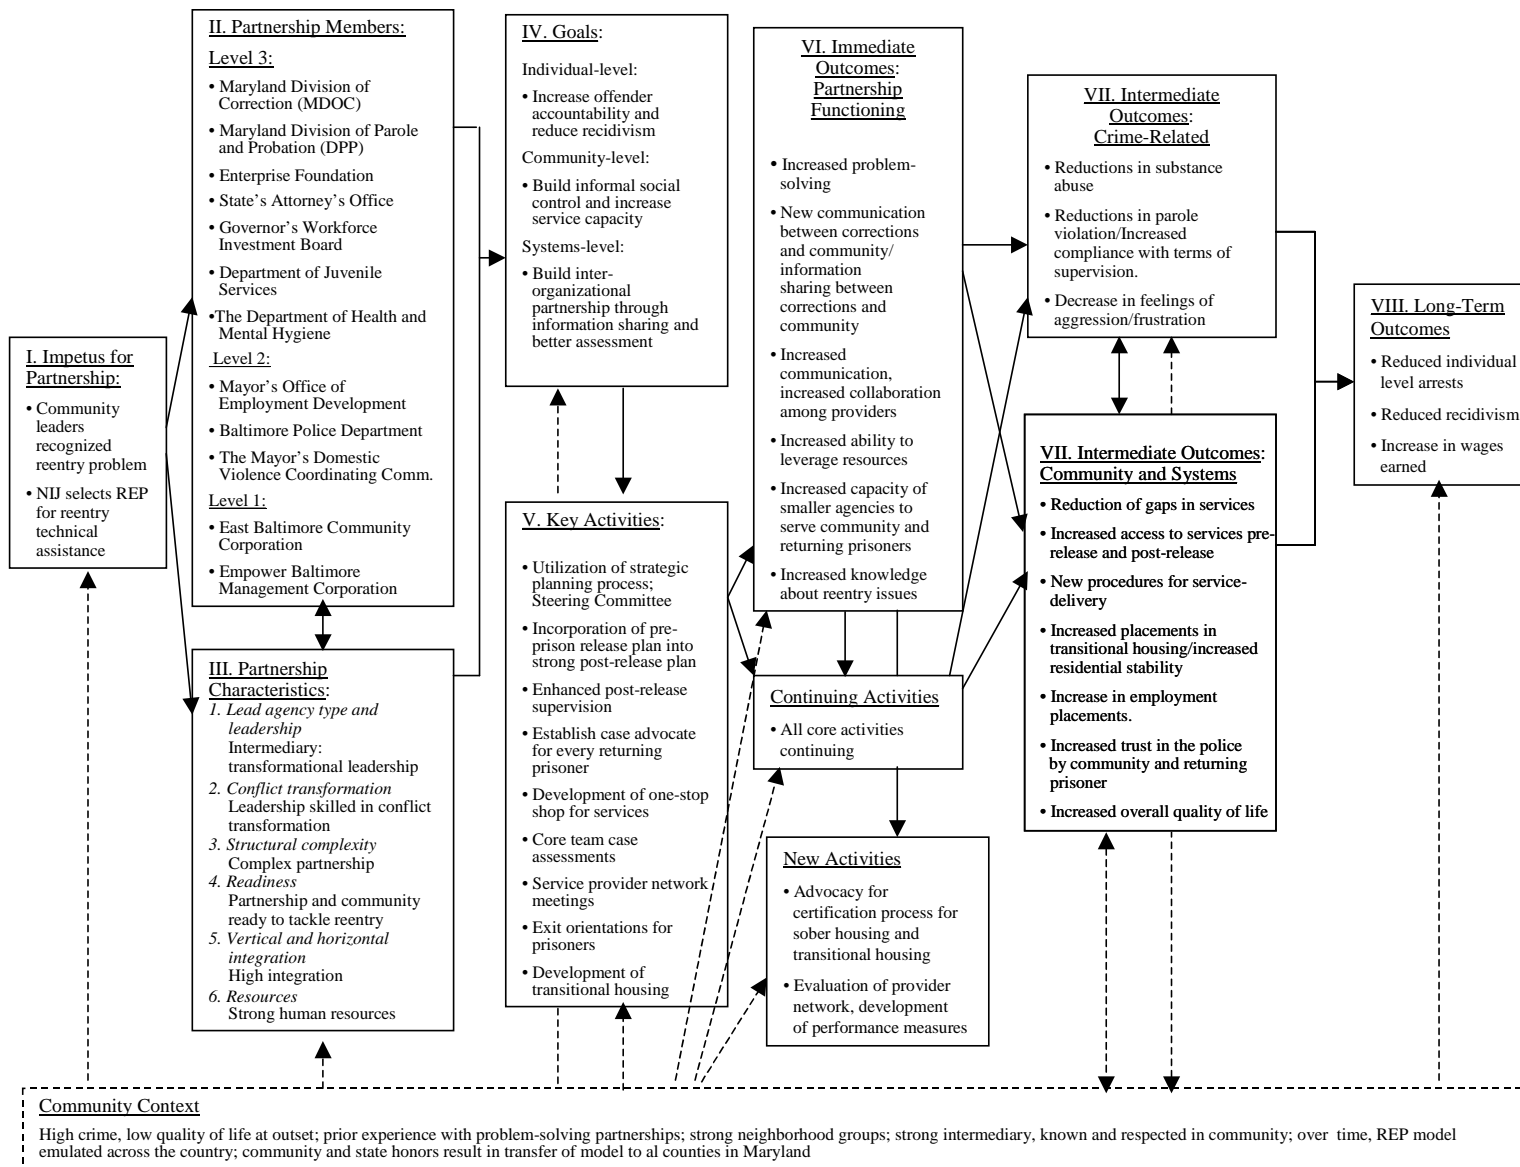 I. Impetus for
Partnership:
• Community
leaders
recognized
reentry problem
• NIJ selects REP
for reentry
technical
assistance
II. Partnership Members:
Level 3:
• Maryland Division of
Correction (MDOC)
• Maryland Division of Parole
and Probation (DPP)
• Enterprise Foundation
• State’s Attorney’s Office
• Governor’s Workforce
Investment Board
• Department of Juvenile
Services
•The Department of Health and
Mental Hygiene
Level 2:
• Mayor’s Office of
Employment Development
• Baltimore Police Department
• The Mayor’s Domestic
Violence Coordinating Comm.
Level 1:
• East Baltimore Community
Corporation
• Empower Baltimore
Management Corporation
III. Partnership
Characteristics:
1. Lead agency type and
leadership
Intermediary:
transformational leadership
2. Conflict transformation
Leadership skilled in conflict
transformation
3. Structural complexity
Complex partnership
4. Readiness
Partnership and community
ready to tackle reentry
5. Vertical and horizontal
integration
High integration
6. Resources
Strong human resources
IV. Goals:
Individual-level:
• Increase offender
accountability and
reduce recidivism
Community-level:
• Build informal social
control and increase
service capacity
Systems-level:
• Build inter-
organizational
partnership through
information sharing and
better assessment
V. Key Activities:
• Utilization of strategic
planning process;
Steering Committee
• Incorporation of pre-
prison release plan into
strong post-release plan
• Enhanced post-release
supervision
• Establish case advocate
for every returning
prisoner
• Development of one-stop
shop for services
• Core team case
assessments
• Service provider network
meetings
• Exit orientations for
prisoners
• Development of
transitional housing
VI. Immediate
Outcomes:
Partnership
Functioning
• Increased problem-
solving
• New communication
between corrections
and community/
information
sharing between
corrections and
community
• Increased
communication,
increased collaboration
among providers
• Increased ability to
leverage resources
• Increased capacity of
smaller agencies to
serve community and
returning prisoners
• Increased knowledge
about reentry issues
Continuing Activities
• All core activities
continuing
New Activities
• Advocacy for
certification process for
sober housing and
transitional housing
• Evaluation of provider
network, development
of performance measures
VII. Intermediate
Outcomes:
Crime-Related
• Reductions in substance
abuse
• Reductions in parole
violation/Increased
compliance with terms of
supervision.
• Decrease in feelings of
aggression/frustration
VII. Intermediate Outcomes:
Community and Systems
• Reduction of gaps in services
• Increased access to services pre-
release and post-release
• New procedures for service-
delivery
• Increased placements in
transitional housing/increased
residential stability
• Increase in employment
placements.
• Increased trust in the police
by community and returning
prisoner
• Increased overall quality of life
VIII. Long-Term
Outcomes
• Reduced individual
level arrests
• Reduced recidivism
• Increase in wages
earned
Community Context
High crime, low quality of life at outset; prior experience with problem-solving partnerships; strong neighborhood groups; strong intermediary, known and respected in community; over time, REP model
emulated across the country; community and state honors result in transfer of model to al counties in Maryland